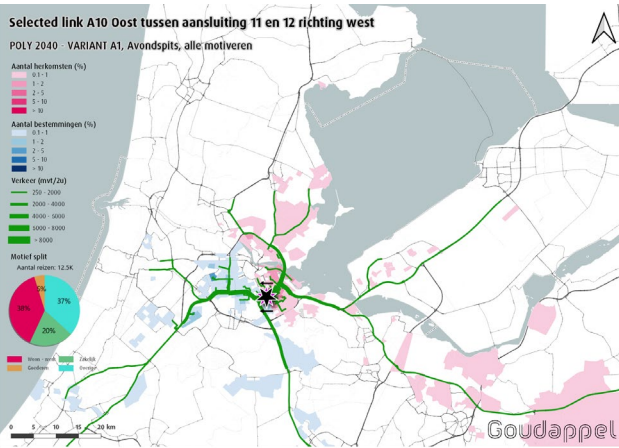 Selected link A10 Oost tussen aansluiting 11 en 12 richting west
POLY 2040 - VARIANT A1, Avondspits, alle motiveren
Aantal herkomsten (%)
0.1 - 1
1 - 2
2 - 5
5 - 10
> 10
Aantal bestemmingen (%)
0.1 - 1
1 - 2
2 - 5
5 - 10
> 10
Verkeer (mvt/2u)
250 - 2000
2000 - 4000
4000 - 6000
6000 - 8000
> 8000
Motief split
Aantal reizen: 12.5K
37%
20%
38%
5%
Woon - werk
Zakelijk
Goederen
Overige
0 5 10 15 20 km
Goudappel